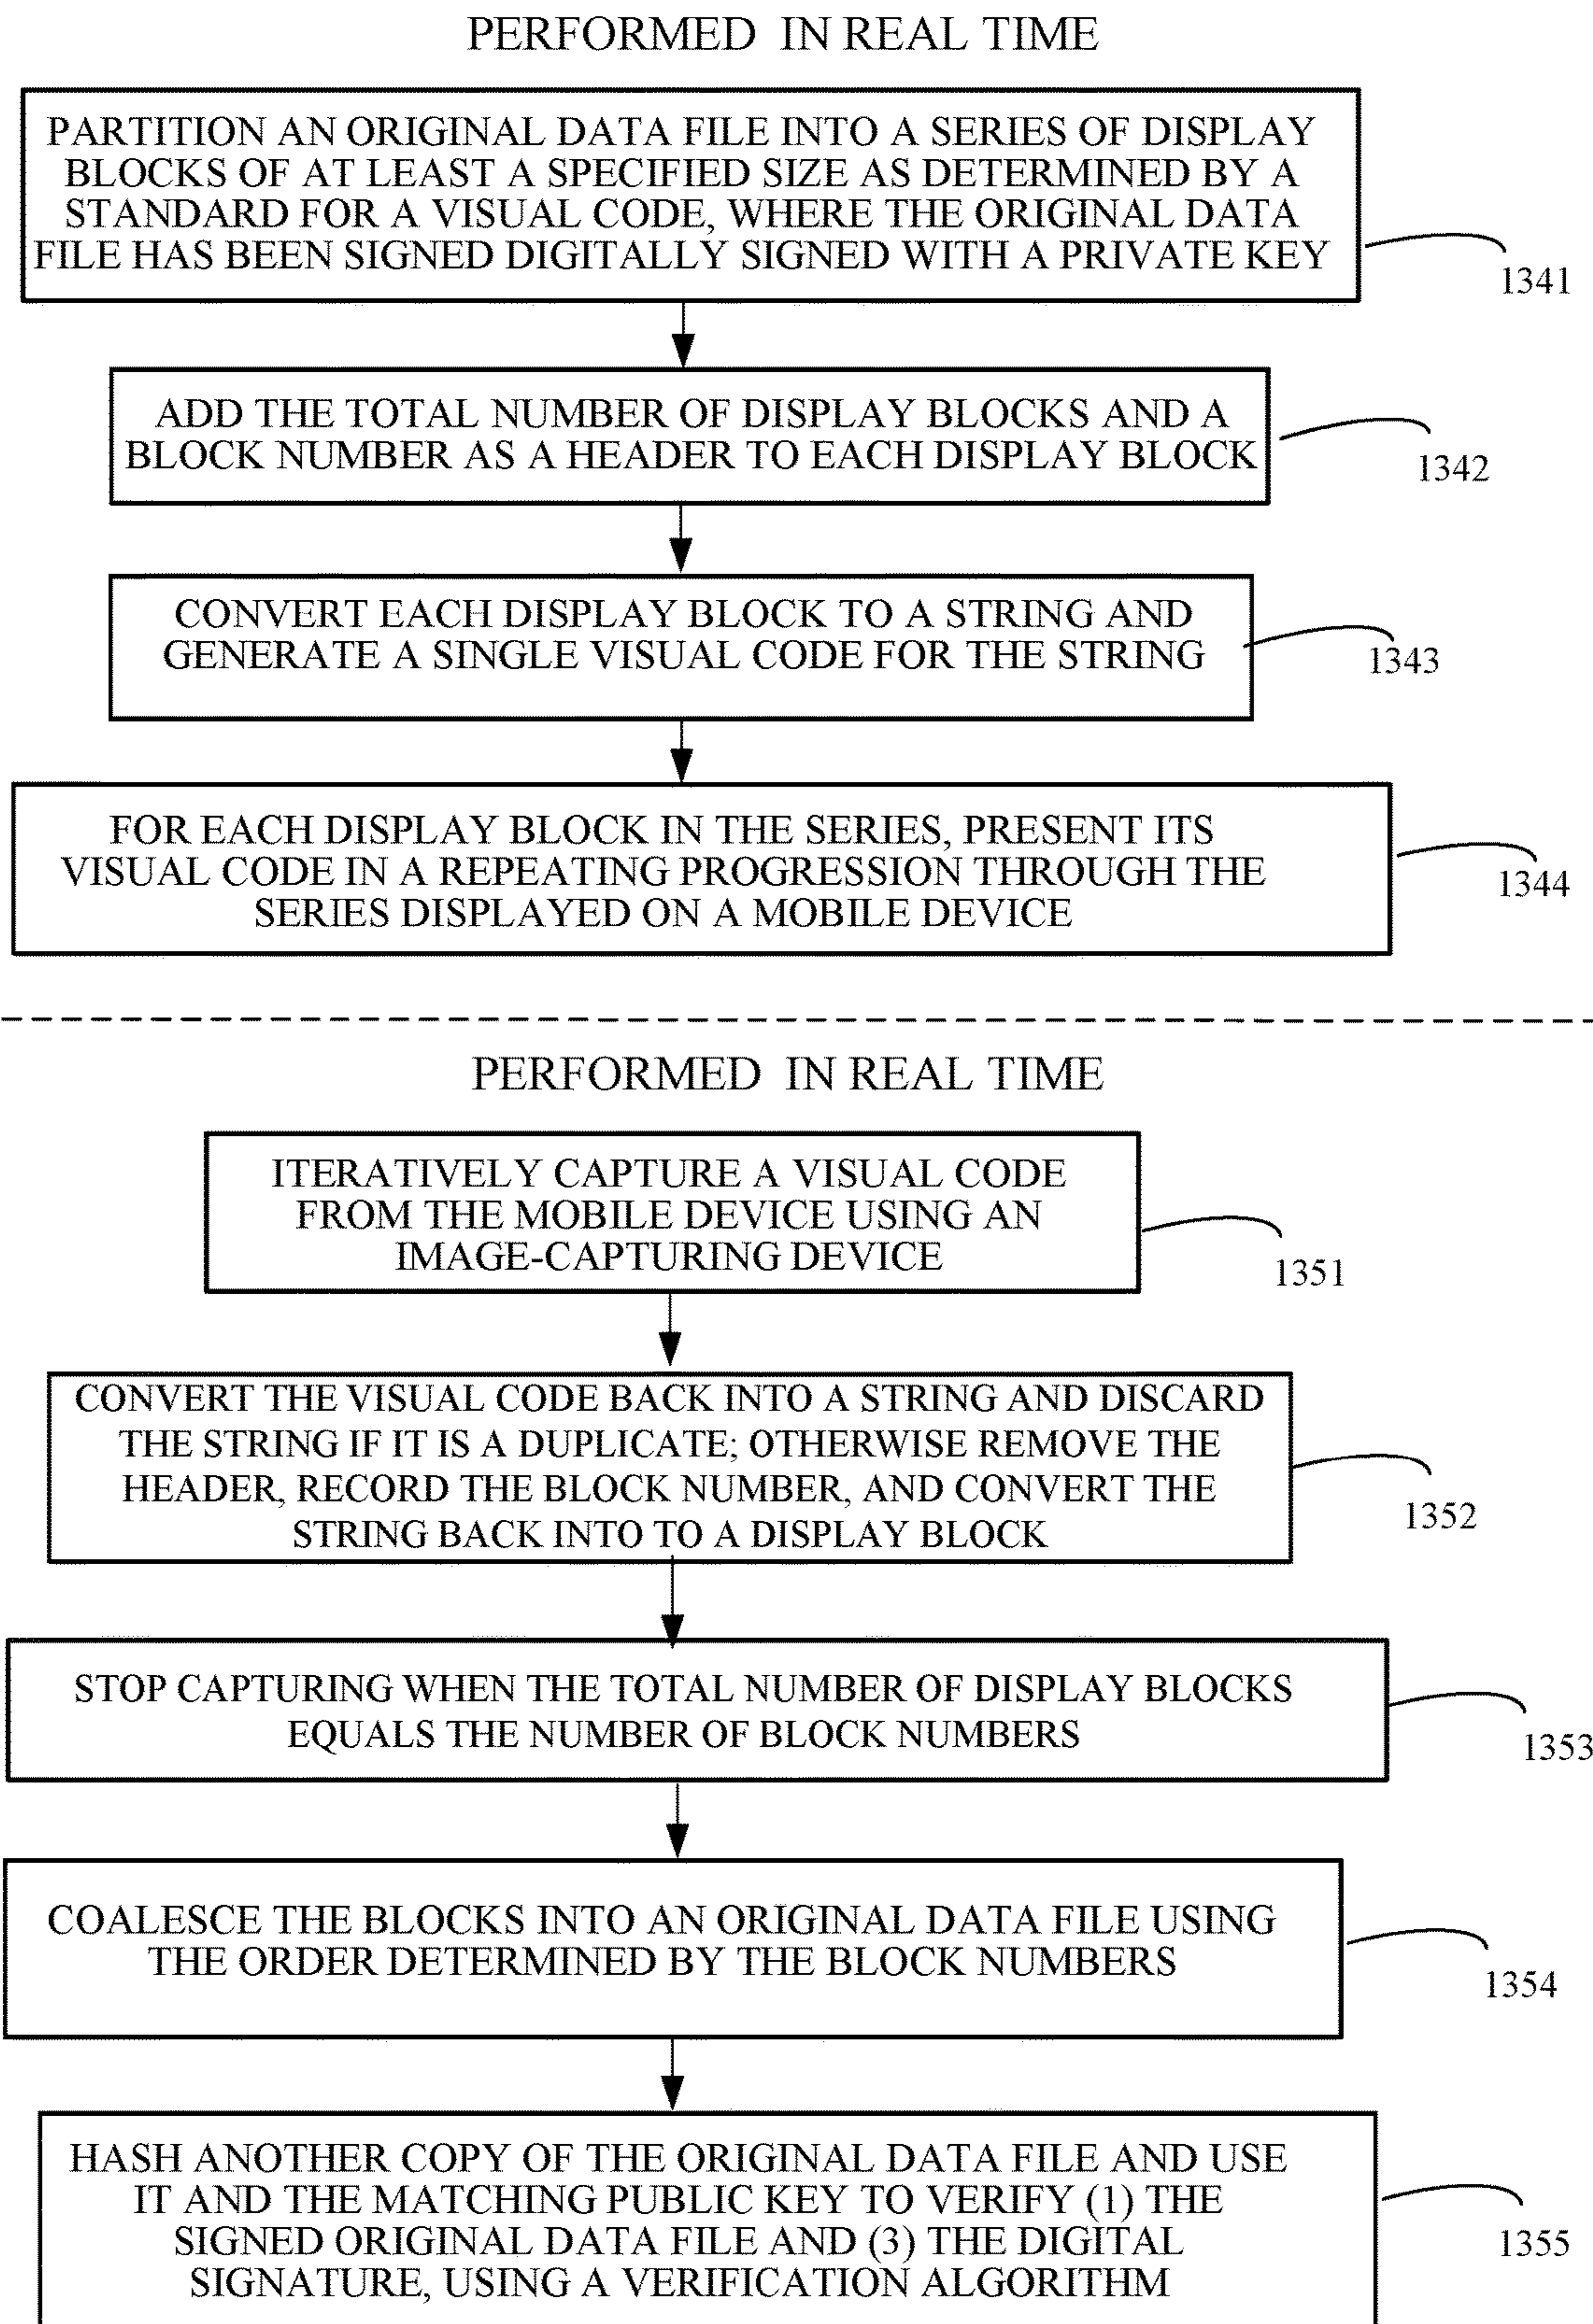 PERFORMED IN REAL TIME
PARTITION AN ORIGINAL DATA FILE INTO A SERIES OF DISPLAY
BLOCKS OF AT LEAST A SPECIFIED SIZE AS DETERMINED BY A
STANDARD FOR A VISUAL CODE, WHERE THE ORIGINAL DATA
FILE HAS BEEN SIGNED DIGITALLY SIGNED WITH A PRIVATE KEY
1341
ADD THE TOTAL NUMBER OF DISPLAY BLOCKS AND A
BLOCK NUMBER AS A HEADER TO EACH DISPLAY BLOCK
1342
CONVERT EACH DISPLAY BLOCK TO A STRING AND
GENERATE A SINGLE VISUAL CODE FOR THE STRING
1343
FOR EACH DISPLAY BLOCK IN THE SERIES, PRESENT ITS
VISUAL CODE IN A REPEATING PROGRESSION THROUGH THE
SERIES DISPLAYED ON A MOBILE DEVICE
1344
PERFORMED IN REAL TIME
ITERATIVELY CAPTURE A VISUAL CODE
FROM THE MOBILE DEVICE USING AN
IMAGE-CAPTURING DEVICE
1351
CONVERT THE VISUAL CODE BACK INTO A STRING AND DISCARD
THE STRING IF IT IS A DUPLICATE; OTHERWISE REMOVE THE
HEADER, RECORD THE BLOCK NUMBER, AND CONVERT THE
STRING BACK INTO TO A DISPLAY BLOCK
1352
STOP CAPTURING WHEN THE TOTAL NUMBER OF DISPLAY BLOCKS
EQUALS THE NUMBER OF BLOCK NUMBERS
1353
COALESCE THE BLOCKS INTO AN ORIGINAL DATA FILE USING
THE ORDER DETERMINED BY THE BLOCK NUMBERS
1354
HASH ANOTHER COPY OF THE ORIGINAL DATA FILE AND USE
IT AND THE MATCHING PUBLIC KEY TO VERIFY (1) THE
SIGNED ORIGINAL DATA FILE AND (3) THE DIGITAL
SIGNATURE, USING A VERIFICATION ALGORITHM
1355